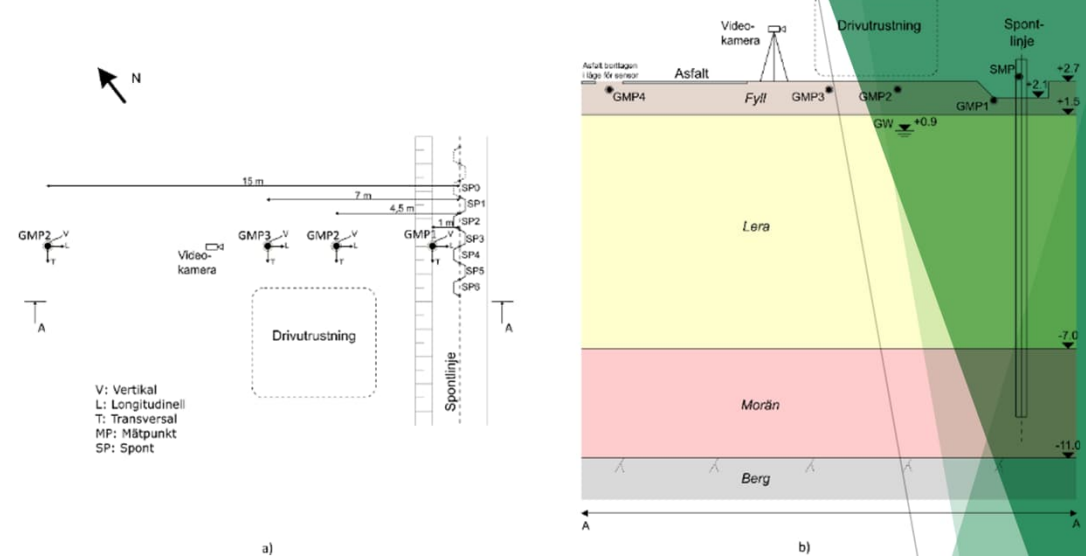 N
15 m
SP0
7 m
SP1
4,5 m
SP2
1 m
GMP2
V
L
T
GMP3
V
L
T
GMP2
V
L
T
GMP1
V
L
T
SP3
Video-
kamera
SP4
SP5
SP6
A
A
Drivutrustning
Spontlinje
V: Vertikal
L: Longitudinell
T: Transversal
MP: Mätpunkt
SP: Spont
a)
Video-
kamera
Drivutrustning
Spont-
linje
Asfalt borttagen
i läge för sensor
Asfalt
SMP
+2.7
+2.1
GMP4
Fyll
GMP3
GMP2
GMP1
+1.5
GW
+0.9
Lera
-7.0
Morän
-11.0
Berg
A
A
b)